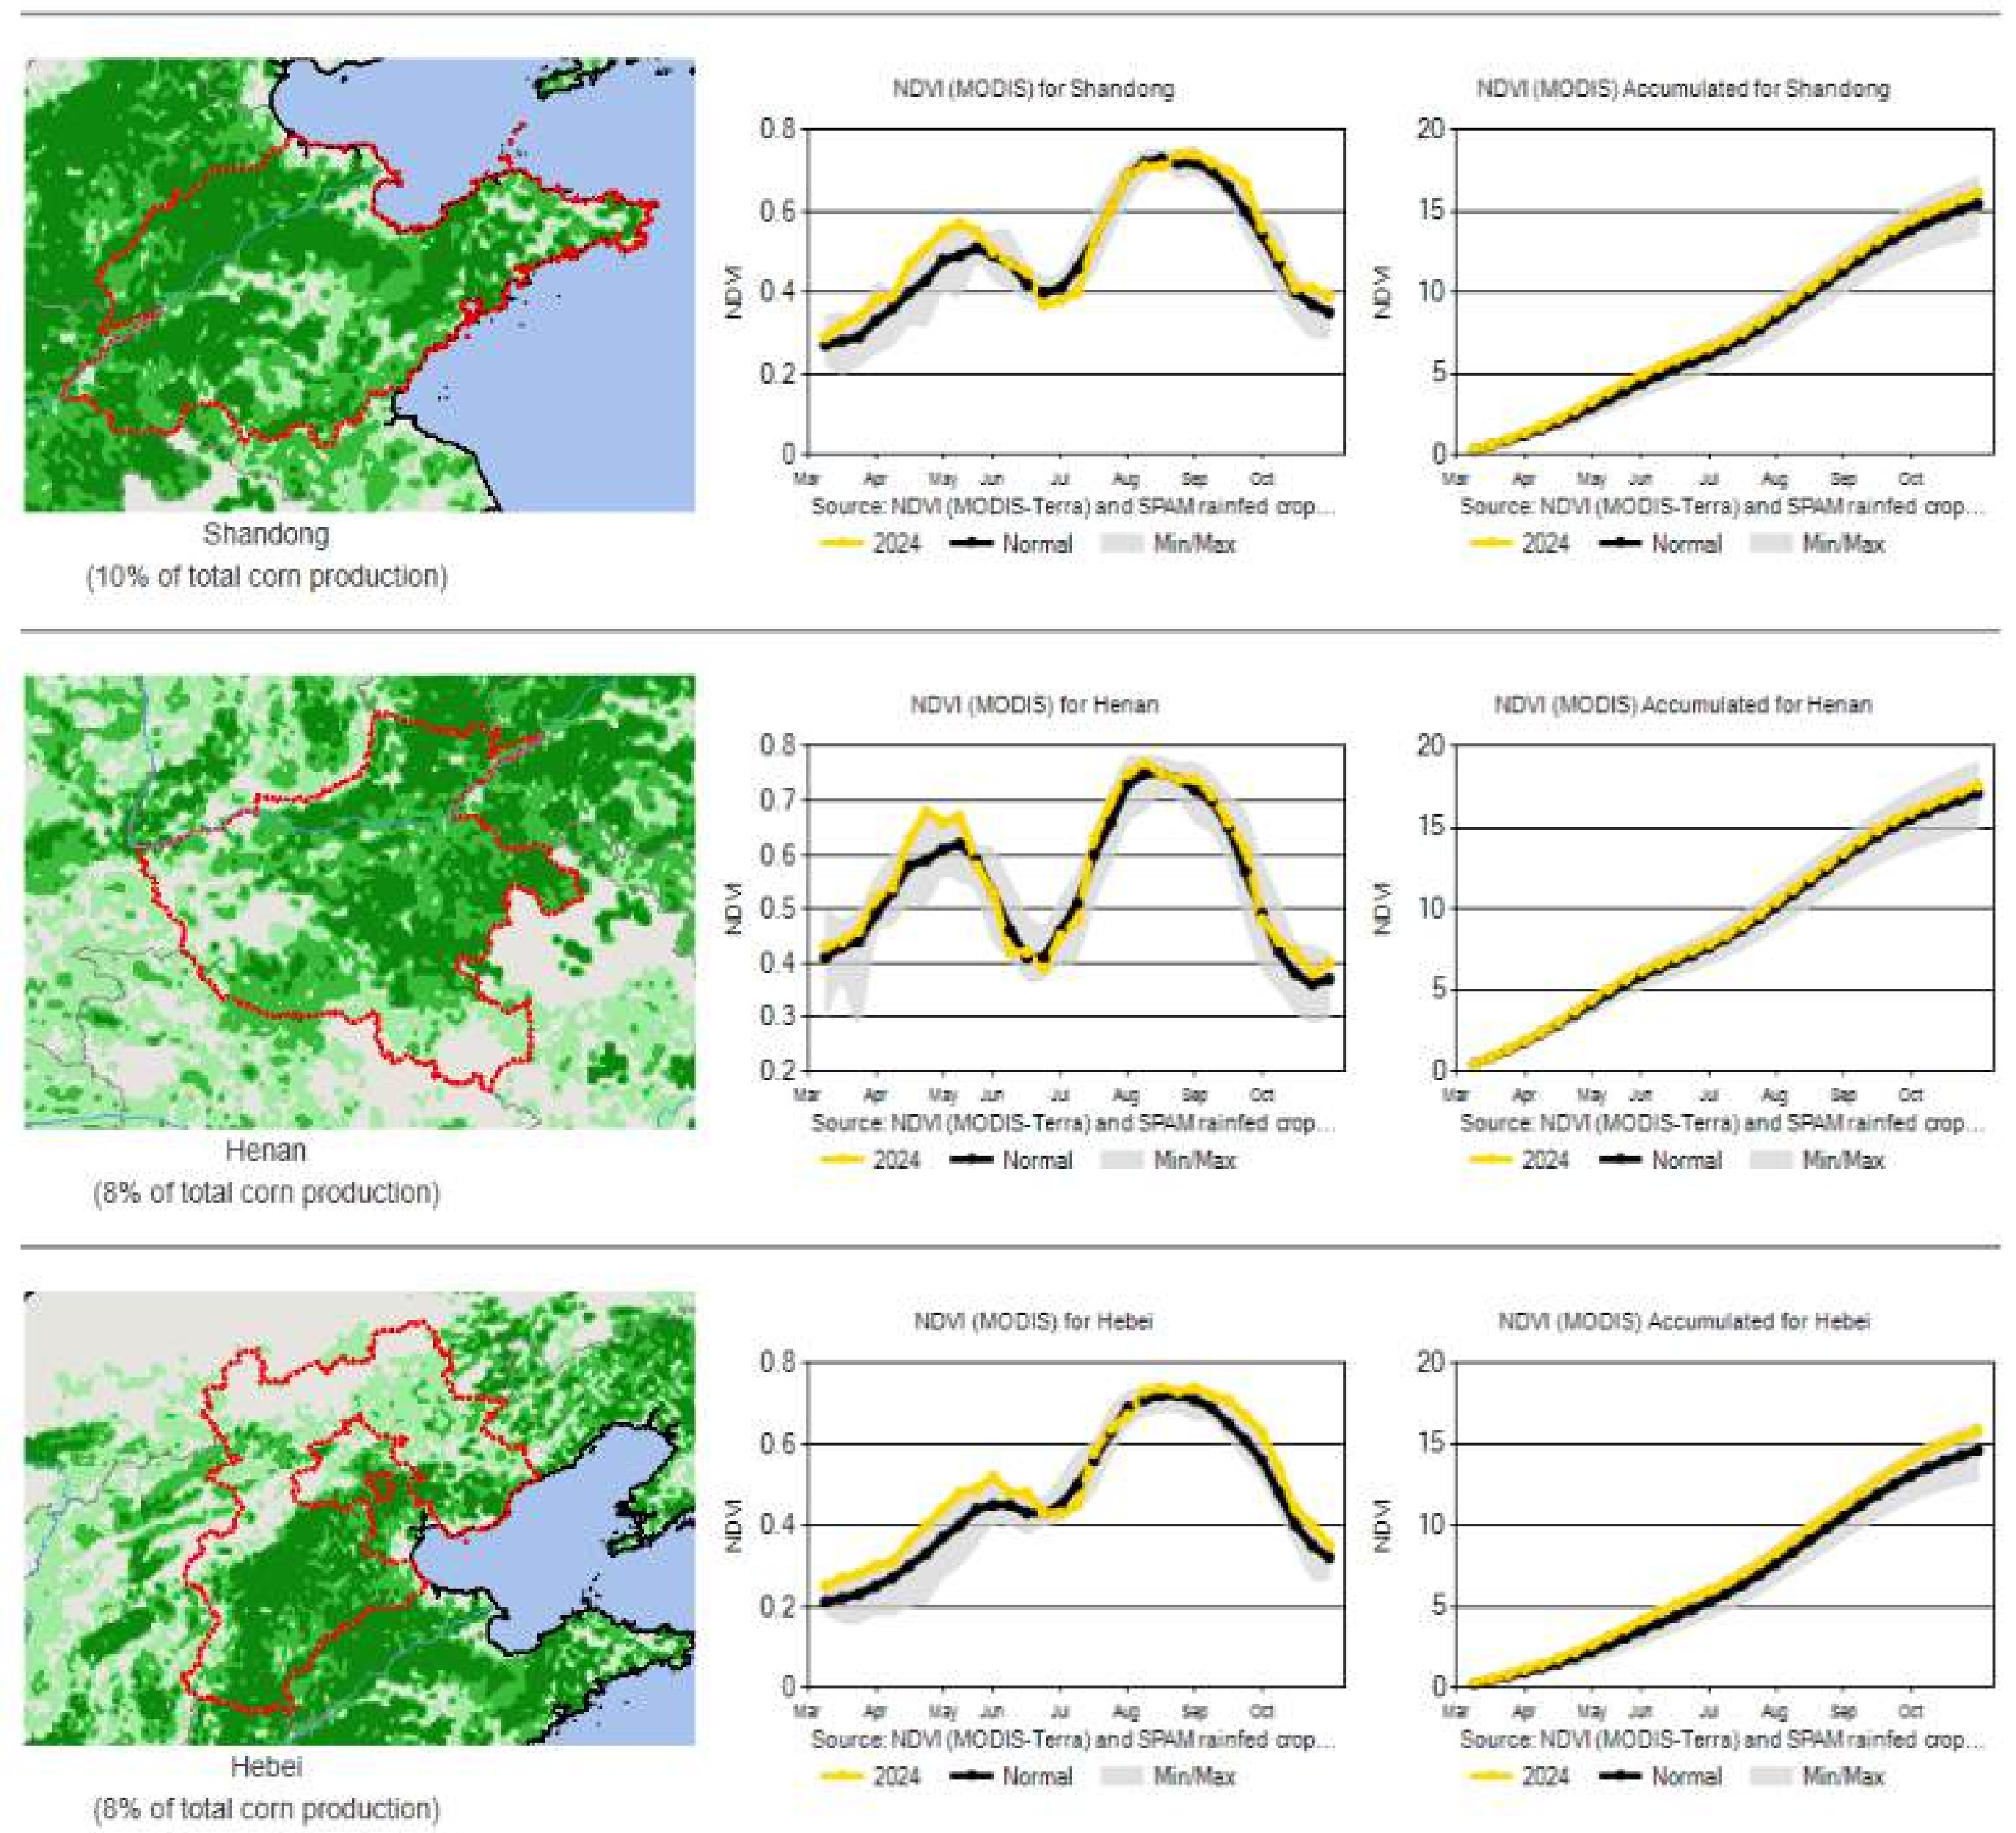 NDVI (MODIS) for Shandong
NDVI (MODIS) Accumulated for Shandong
0.8
0.6
0.4
0.2
0
NDVI
Mar Apr May Jun Jul Aug Sep Oct
Source: NDVI (MODIS-Terra) and SPAM rainfed crop...
2024 Normal Min/Max
20
15
10
5
0
NDVI
Mar Apr May Jun Jul Aug Sep Oct
Source: NDVI (MODIS-Terra) and SPAM rainfed crop...
2024 Normal Min/Max
Shandong
(10% of total corn production)
NDVI (MODIS) for Henan
NDVI (MODIS) Accumulated for Henan
0.8
0.7
0.6
0.5
0.4
0.3
0.2
NDVI
Mar Apr May Jun Jul Aug Sep Oct
Source: NDVI (MODIS-Terra) and SPAM rainfed crop...
2024 Normal Min/Max
20
15
10
5
0
NDVI
Mar Apr May Jun Jul Aug Sep Oct
Source: NDVI (MODIS-Terra) and SPAM rainfed crop...
2024 Normal Min/Max
Henan
(8% of total corn production)
NDVI (MODIS) for Hebei
NDVI (MODIS) Accumulated for Hebei
0.8
0.6
0.4
0.2
0
NDVI
Mar Apr May Jun Jul Aug Sep Oct
Source: NDVI (MODIS-Terra) and SPAM rainfed crop...
2024 Normal Min/Max
20
15
10
5
0
NDVI
Mar Apr May Jun Jul Aug Sep Oct
Source: NDVI (MODIS-Terra) and SPAM rainfed crop...
2024 Normal Min/Max
Hebei
(8% of total corn production)